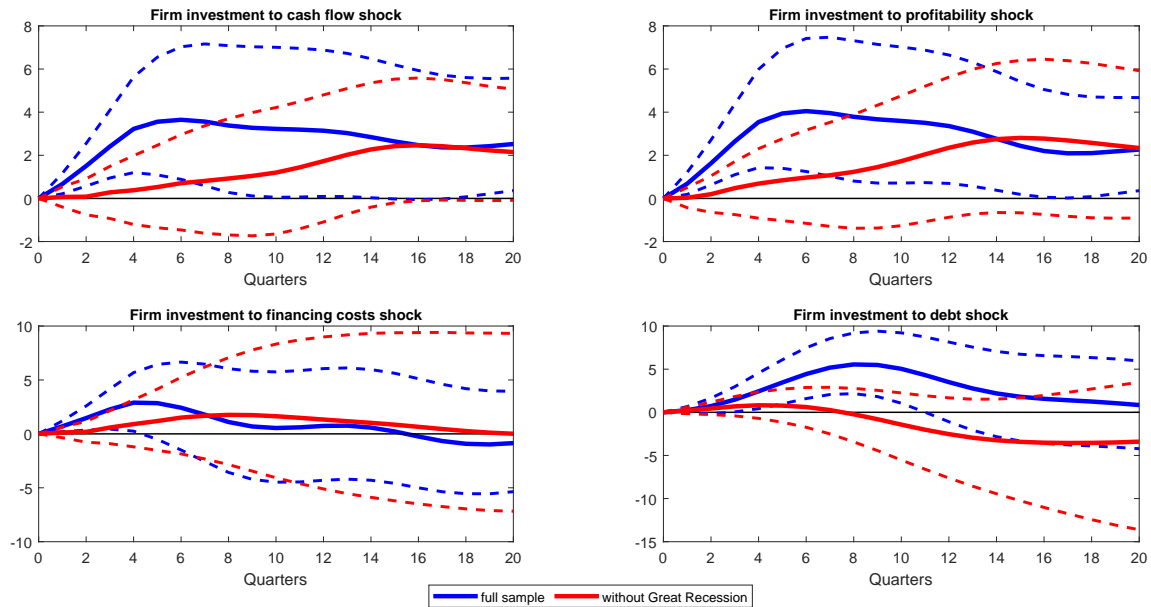 Firm investment to cash flow shock
8
6
4
2
0
-2
0 2 4 6 8 10 12 14 16 18 20
Quarters
Firm investment to profitability shock
8
6
4
2
0
-2
0 2 4 6 8 10 12 14 16 18 20
Quarters
Firm investment to financing costs shock
10
5
0
-5
-10
0 2 4 6 8 10 12 14 16 18 20
Quarters
Firm investment to debt shock
10
5
0
-5
-10
-15
0 2 4 6 8 10 12 14 16 18 20
Quarters
full sample without Great Recession